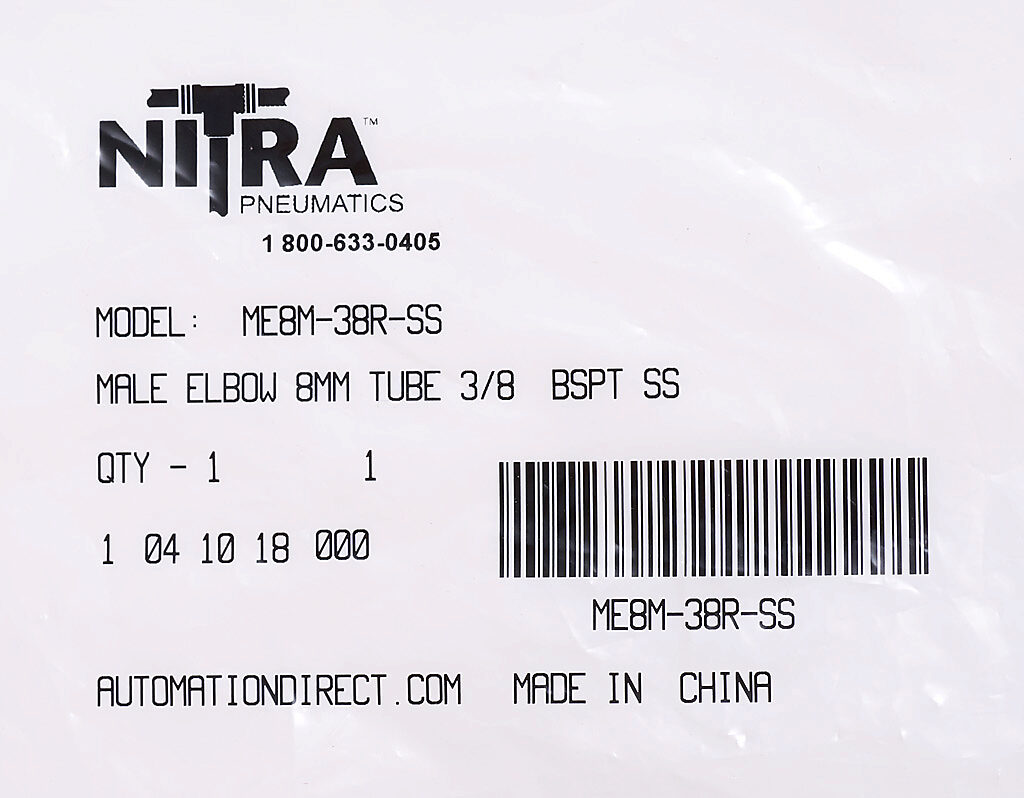 NITRA™
PNEUMATICS
1 800-633-0405
MODEL: ME8M-38R-SS
MALE ELBOW 8MM TUBE 3/8 BSPT SS
QTY - 1 1
1 04 10 18 000
ME8M-38R-SS
AUTOMATIONDIRECT.COM MADE IN CHINA